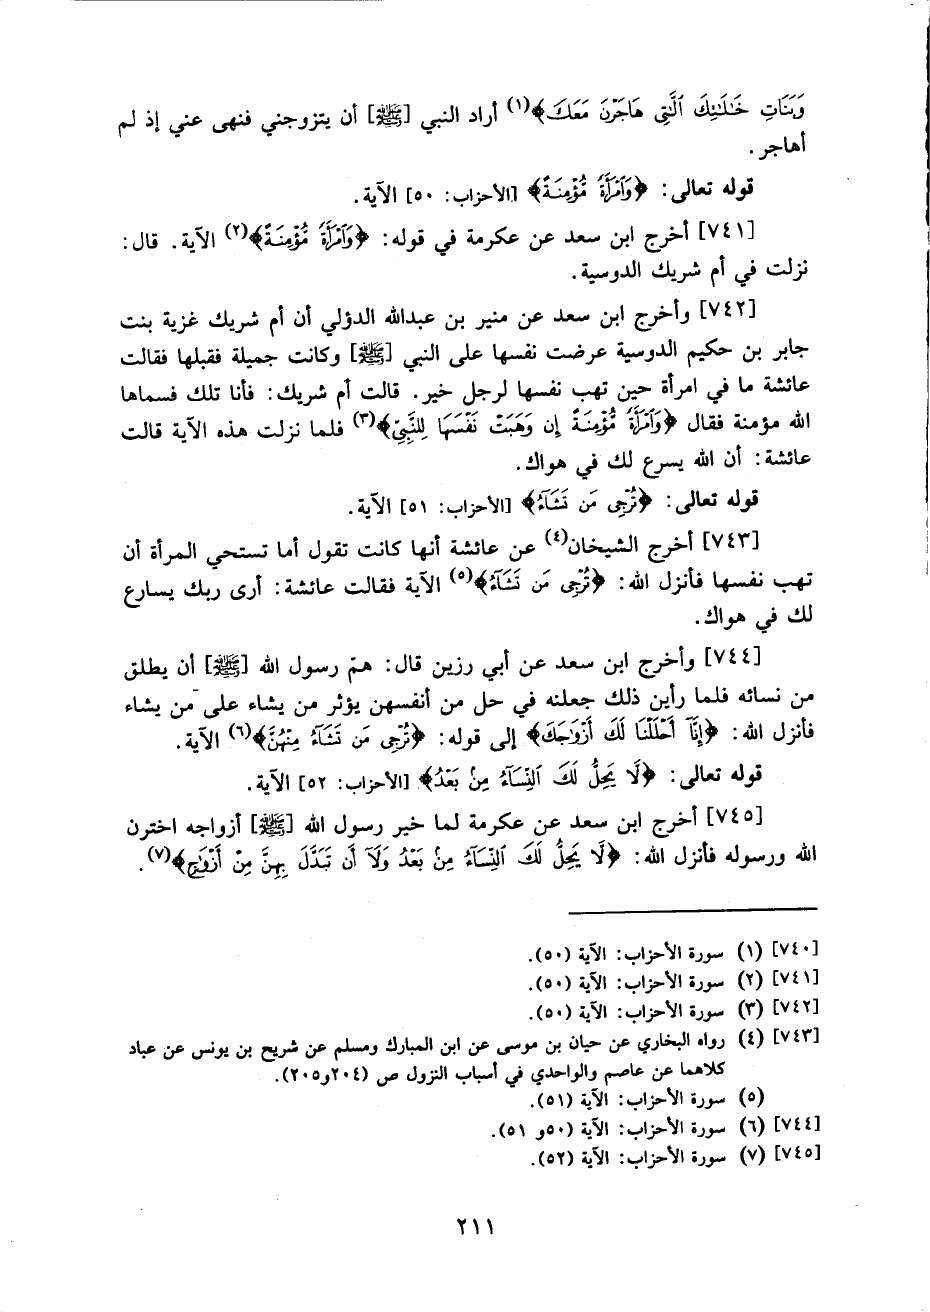 وَبَنَاتِ خَٰلَٰتِكَ ٱلَّٰتِى هَاجَرْنَ مَعَكَ﴾(١) أراد النبي [ﷺ] أن يتزوجني فنهى عني إذ لم
أهاجر.
قوله تعالى: ﴿وَٱمْرَأَةً مُّؤْمِنَةً﴾ [الأحزاب: ٥٠] الآية.
[٧٤١] أخرج ابن سعد عن عكرمة في قوله: ﴿وَٱمْرَأَةً مُّؤْمِنَةً﴾(٢) الآية. قال:
نزلت في أم شريك الدوسية.
[٧٤٢] وأخرج ابن سعد عن منير بن عبدالله الدؤلي أن أم شريك غزية بنت
جابر بن حكيم الدوسية عرضت نفسها على النبي [ﷺ] وكانت جميلة فقبلها فقالت
عائشة ما في امرأة حين تهب نفسها لرجل خير. قالت أم شريك: فأنا تلك فسماها
الله مؤمنة فقال ﴿وَٱمْرَأَةً مُّؤْمِنَةً إِن وَهَبَتْ نَفْسَهَا لِلنَّبِىِّ﴾(٣) فلما نزلت هذه الآية قالت
عائشة: أن الله يسرع لك في هواك.
قوله تعالى: ﴿تُرْجِى مَن تَشَآءُ﴾ [الأحزاب: ٥١] الآية.
[٧٤٣] أخرج الشيخان(٤) عن عائشة أنها كانت تقول أما تستحي المرأة أن
تهب نفسها فأنزل الله: ﴿تُرْجِى مَن تَشَآءُ﴾(٥) الآية فقالت عائشة: أرى ربك يسارع
لك في هواك.
[٧٤٤] وأخرج ابن سعد عن أبي رزين قال: همّ رسول الله [ﷺ] أن يطلق
من نسائه فلما رأين ذلك جعلنه في حل من أنفسهن يؤثر من يشاء على من يشاء
فأنزل الله: ﴿إِنَّآ أَحْلَلْنَا لَكَ أَزْوَٰجَكَ﴾ إلى قوله: ﴿تُرْجِى مَن تَشَآءُ مِنْهُنَّ﴾(٦) الآية.
قوله تعالى: ﴿لَّا يَحِلُّ لَكَ ٱلنِّسَآءُ مِنۢ بَعْدُ﴾ [الأحزاب: ٥٢] الآية.
[٧٤٥] أخرج ابن سعد عن عكرمة لما خير رسول الله [ﷺ] أزواجه اخترن
الله ورسوله فأنزل الله: ﴿لَّا يَحِلُّ لَكَ ٱلنِّسَآءُ مِنۢ بَعْدُ وَلَآ أَن تَبَدَّلَ بِهِنَّ مِنْ أَزْوَٰجٍ﴾(٧).
[٧٤٠] (١) سورة الأحزاب: الآية (٥٠).
[٧٤١] (٢) سورة الأحزاب: الآية (٥٠).
[٧٤٢] (٣) سورة الأحزاب: الآية (٥٠).
[٧٤٣] (٤) رواه البخاري عن حيان بن موسى عن ابن المبارك ومسلم عن شريح بن يونس عن عباد
كلاهما عن عاصم والواحدي في أسباب النزول ص (٢٠٤و٢٠٥).
(٥) سورة الأحزاب: الآية (٥١).
[٧٤٤] (٦) سورة الأحزاب: الآية (٥٠و ٥١).
[٧٤٥] (٧) سورة الأحزاب: الآية (٥٢).
٢١١